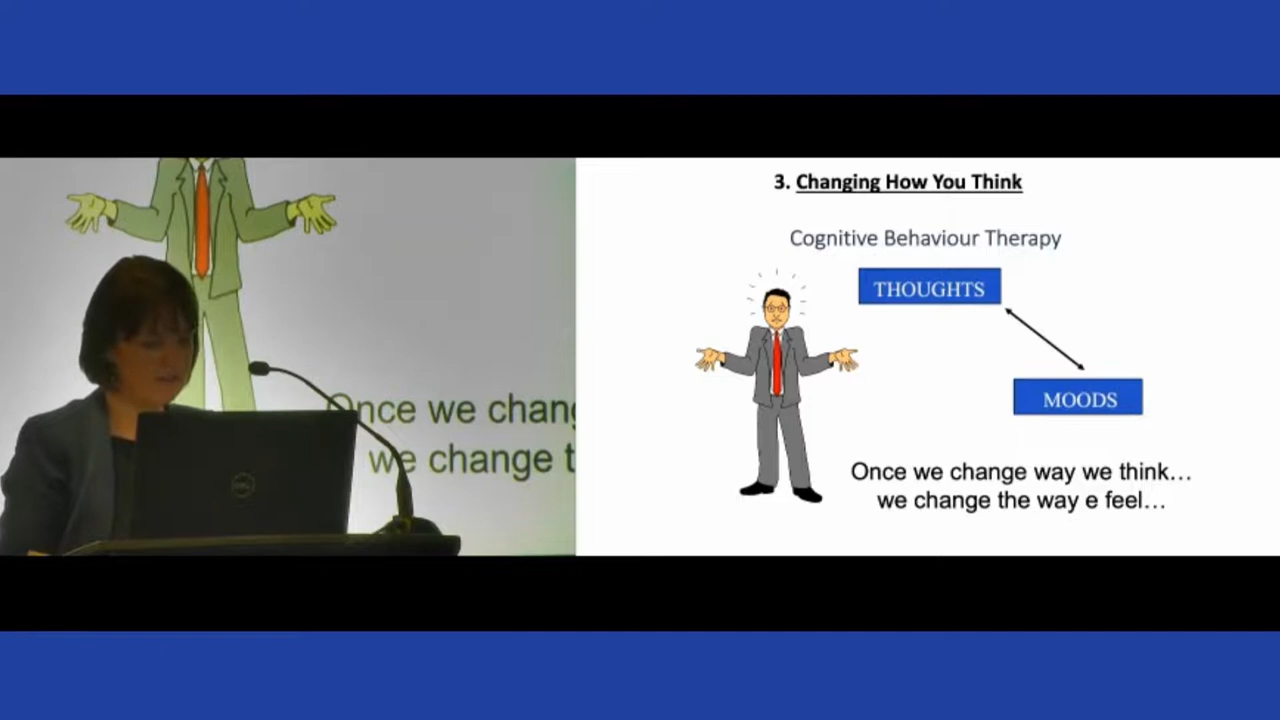 Once we chang
we change t
DELL
3. Changing How You Think
Cognitive Behaviour Therapy
THOUGHTS
MOODS
Once we change way we think...
we change the way e feel...